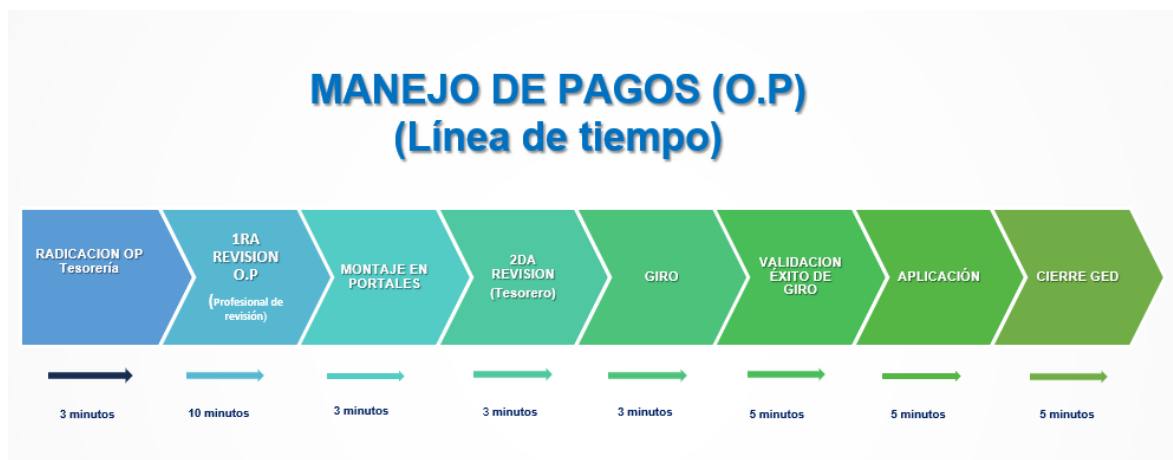 MANEJO DE PAGOS (O.P)
(Línea de tiempo)
RADICACION OP
Tesorería
1RA
REVISION
O.P
(Profesional de
revisión)
MONTAJE EN
PORTALES
2DA
REVISION
(Tesorero)
GIRO
VALIDACION
ÉXITO DE
GIRO
APLICACIÓN
CIERRE GED
3 minutos
10 minutos
3 minutos
3 minutos
3 minutos
5 minutos
5 minutos
5 minutos